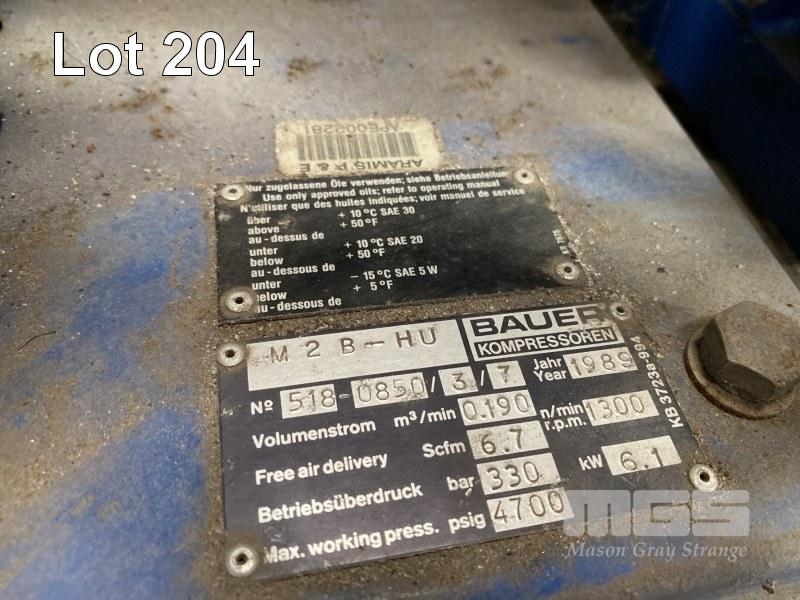 Lot 204
ARAMIS P & E
APE002281
Nur zugelassene Öle verwenden; siehe Betriebsanleitung
Use only approved oils; refer to operating manual
N'utiliser que des huiles indiquées; voir manuel de service
über
above
au-dessus de
+ 10 °C SAE 30
+ 50 °F
unter
below
au-dessous de
+ 10 °C SAE 20
+ 50 °F
unter
below
au-dessous de
- 15 °C SAE 5 W
+ 5 °F
M 2 B-HU
BAUER
KOMPRESSOREN
Nº 518-0850/3/7
Jahr
Year 1989
Volumenstrom m³/min 0.190
n/min
r.p.m. 1300
Free air delivery Scfm 6.7
Betriebsüberdruck bar 330
kW 6.1
Max. working press. psig 4700
KB 37238-994
MGS
Mason Gray Strange